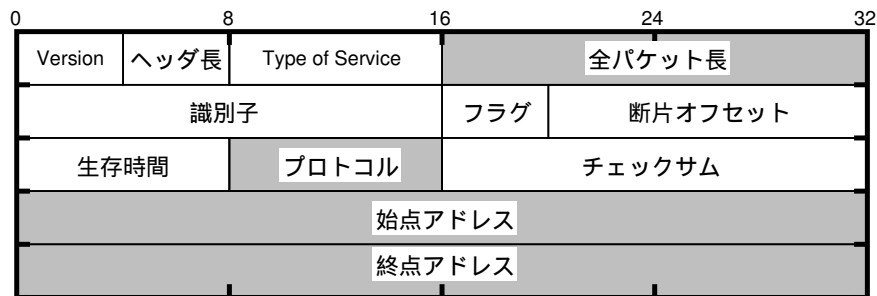 0 8 16 24 32
Version ヘッダ長 Type of Service 全パケット長
識別子 フラグ 断片オフセット
生存時間 プロトコル チェックサム
始点アドレス
終点アドレス